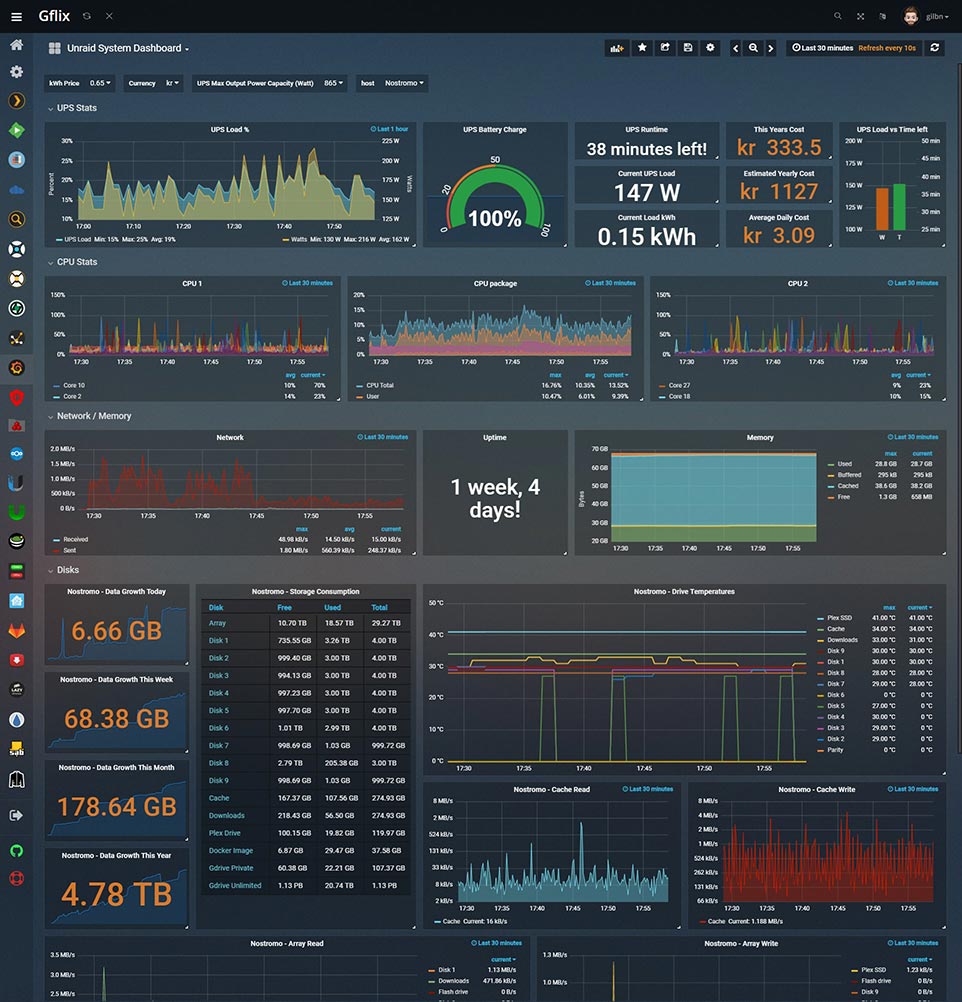 Gflix
gilbn
Unraid System Dashboard
Last 30 minutes Refresh every 10s
kWh Price 0.65 Currency kr UPS Max Output Power Capacity (Watt) 865 host Nostromo
UPS Stats
UPS Load %
Last 1 hour
30%
25%
20%
15%
10%
Percent
225 W
200 W
175 W
150 W
125 W
Watts
17:00 17:10 17:20 17:30 17:40 17:50
UPS Load Min: 15% Max: 25% Avg: 19%
Watts Min: 130 W Max: 216 W Avg: 162 W
UPS Battery Charge
0
20
50
100
100%
UPS Runtime
38 minutes left!
Current UPS Load
147 W
Current Load kWh
0.15 kWh
This Years Cost
kr 333.5
Estimated Yearly Cost
kr 1127
Average Daily Cost
kr 3.09
UPS Load vs Time left
200 W
175 W
150 W
125 W
100 W
50 min
45 min
40 min
35 min
30 min
25 min
W T
CPU Stats
CPU 1
Last 30 minutes
150%
100%
50%
0%
17:30 17:35 17:40 17:45 17:50 17:55
avg current
Core 10 10% 70%
Core 2 14% 23%
CPU package
Last 30 minutes
20%
15%
10%
5%
0%
17:30 17:35 17:40 17:45 17:50 17:55
max avg current
CPU Total 16.76% 10.35% 13.52%
User 10.47% 6.01% 9.39%
CPU 2
Last 30 minutes
150%
100%
50%
0%
17:30 17:35 17:40 17:45 17:50 17:55
avg current
Core 27 9% 23%
Core 18 10% 15%
Network / Memory
Network
Last 30 minutes
2.0 MB/s
1.5 MB/s
1.0 MB/s
500 kB/s
0 B/s
17:30 17:35 17:40 17:45 17:50 17:55
max avg current
Received 48.98 kB/s 14.50 kB/s 15.00 kB/s
Sent 1.80 MB/s 560.39 kB/s 248.37 kB/s
Uptime
1 week, 4
days!
Memory
Last 30 minutes
70 GB
60 GB
50 GB
40 GB
30 GB
20 GB
Bytes
17:30 17:35 17:40 17:45 17:50 17:55
max current
Used 28.8 GB 28.7 GB
Buffered 295 kB 295 kB
Cached 38.6 GB 38.2 GB
Free 1.3 GB 658 MB
Disks
Nostromo - Data Growth Today
6.66 GB
Nostromo - Data Growth This Week
68.38 GB
Nostromo - Data Growth This Month
178.64 GB
Nostromo - Data Growth This Year
4.78 TB
Nostromo - Storage Consumption
Disk Free Used Total
Array 10.70 TB 18.57 TB 29.27 TB
Disk 1 735.55 GB 3.26 TB 4.00 TB
Disk 2 999.40 GB 3.00 TB 4.00 TB
Disk 3 994.13 GB 3.00 TB 4.00 TB
Disk 4 997.23 GB 3.00 TB 4.00 TB
Disk 5 997.70 GB 3.00 TB 4.00 TB
Disk 6 1.01 TB 2.99 TB 4.00 TB
Disk 7 998.69 GB 1.03 GB 999.72 GB
Disk 8 2.79 TB 205.38 GB 3.00 TB
Disk 9 998.69 GB 1.03 GB 999.72 GB
Cache 167.37 GB 107.56 GB 274.93 GB
Downloads 218.43 GB 56.50 GB 274.93 GB
Plex Drive 100.15 GB 19.82 GB 119.97 GB
Docker Image 6.87 GB 29.47 GB 37.58 GB
Gdrive Private 60.38 GB 22.21 GB 107.37 GB
Gdrive Unlimited 1.13 PB 20.74 TB 1.13 PB
Nostromo - Drive Temperatures
50 °C
40 °C
30 °C
20 °C
10 °C
0 °C
17:30 17:35 17:40 17:45 17:50 17:55
max current
Plex SSD 41.00 °C 41.00 °C
Cache 34.00 °C 34.00 °C
Downloads 33.00 °C 31.00 °C
Disk 9 30.00 °C 30.00 °C
Disk 1 30.00 °C 30.00 °C
Disk 8 28.00 °C 28.00 °C
Disk 7 29.00 °C 28.00 °C
Disk 6 0 °C 0 °C
Disk 5 27.00 °C 0 °C
Disk 4 30.00 °C 0 °C
Disk 3 29.00 °C 0 °C
Disk 2 29.00 °C 0 °C
Parity 0 °C 0 °C
Nostromo - Cache Read
Last 30 minutes
8 MB/s
2 MB/s
524 kB/s
131 kB/s
33 kB/s
8 kB/s
2 kB/s
17:30 17:35 17:40 17:45 17:50 17:55
Cache Current: 16 kB/s
Nostromo - Cache Write
Last 30 minutes
8 MB/s
4 MB/s
2 MB/s
1 MB/s
524 kB/s
262 kB/s
131 kB/s
66 kB/s
17:30 17:35 17:40 17:45 17:50 17:55
Cache Current: 1.188 MB/s
Nostromo - Array Read
Last 30 minutes
3.5 MB/s
3.0 MB/s
2.5 MB/s
current
Disk 1 1.13 MB/s
Downloads 471.86 kB/s
Flash drive 0 B/s
Nostromo - Array Write
Last 30 minutes
1.3 MB/s
1.0 MB/s
current
Plex SSD 1.23 kB/s
Flash drive 0 B/s
Disk 9 0 B/s
LAZY
sab